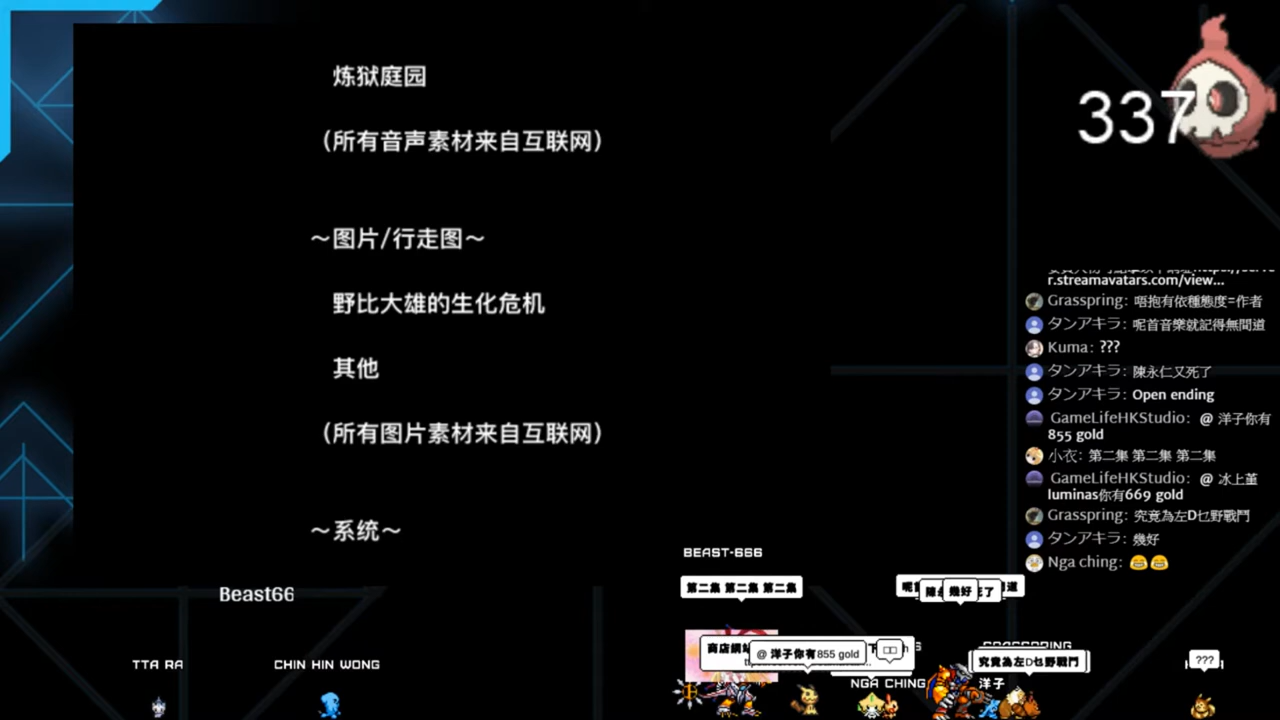 炼狱庭园
（所有音声素材来自互联网）
～图片/行走图～
野比大雄的生化危机
其他
（所有图片素材来自互联网）
～系统～
337
r.streamavatars.com/view...
Grasspring: 唔抱有依種態度=作者
タンアキラ: 呢首音樂就記得無間道
Kuma: ???
タンアキラ: 陳永仁又死了
タンアキラ: Open ending
GameLifeHKStudio: @ 洋子你有
855 gold
小衣: 第二集 第二集 第二集
GameLifeHKStudio: @ 冰上堇
luminas你有669 gold
Grasspring: 究竟為左D乜野戰鬥
タンアキラ: 幾好
Nga ching: 😂😂
BEAST-666
第二集 第二集 第二集
幾好
Beast66
@ 洋子你有855 gold
究竟為左D乜野戰鬥
???
TTA RA
CHIN HIN WONG
NGA CHING
洋子